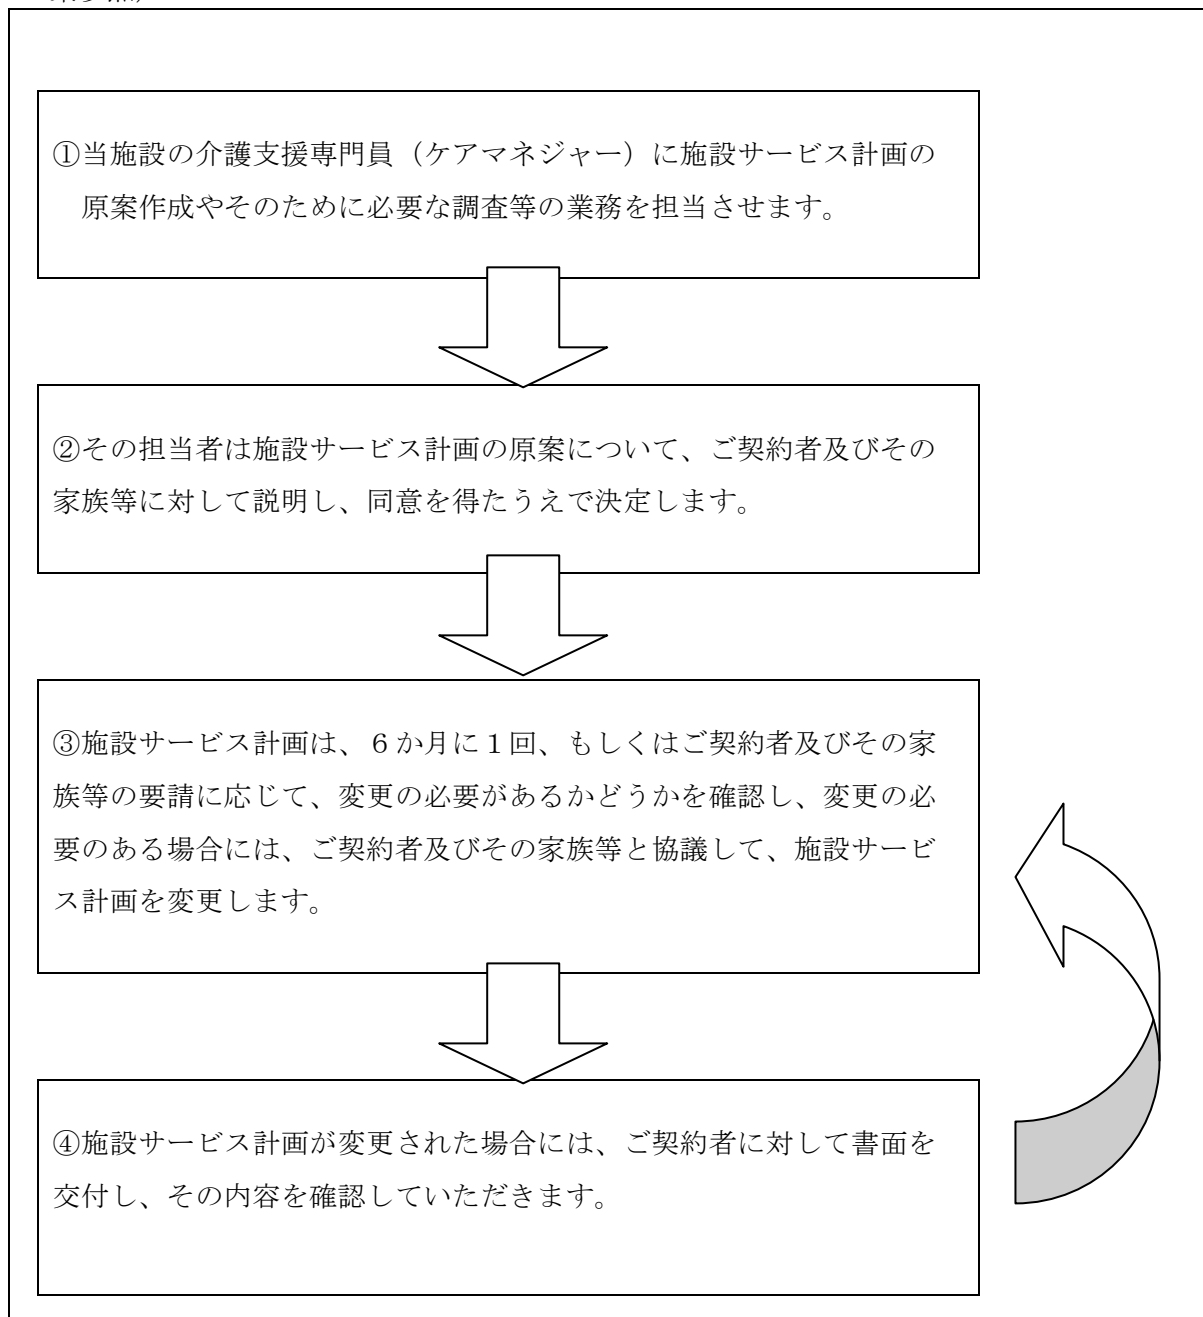 ①当施設の介護支援専門員（ケアマネジャー）に施設サービス計画の
原案作成やそのために必要な調査等の業務を担当させます。
②その担当者は施設サービス計画の原案について、ご契約者及びその
家族等に対して説明し、同意を得たうえで決定します。
③施設サービス計画は、６か月に１回、もしくはご契約者及びその家
族等の要請に応じて、変更の必要があるかどうかを確認し、変更の必
要のある場合には、ご契約者及びその家族等と協議して、施設サービ
ス計画を変更します。
④施設サービス計画が変更された場合には、ご契約者に対して書面を
交付し、その内容を確認していただきます。